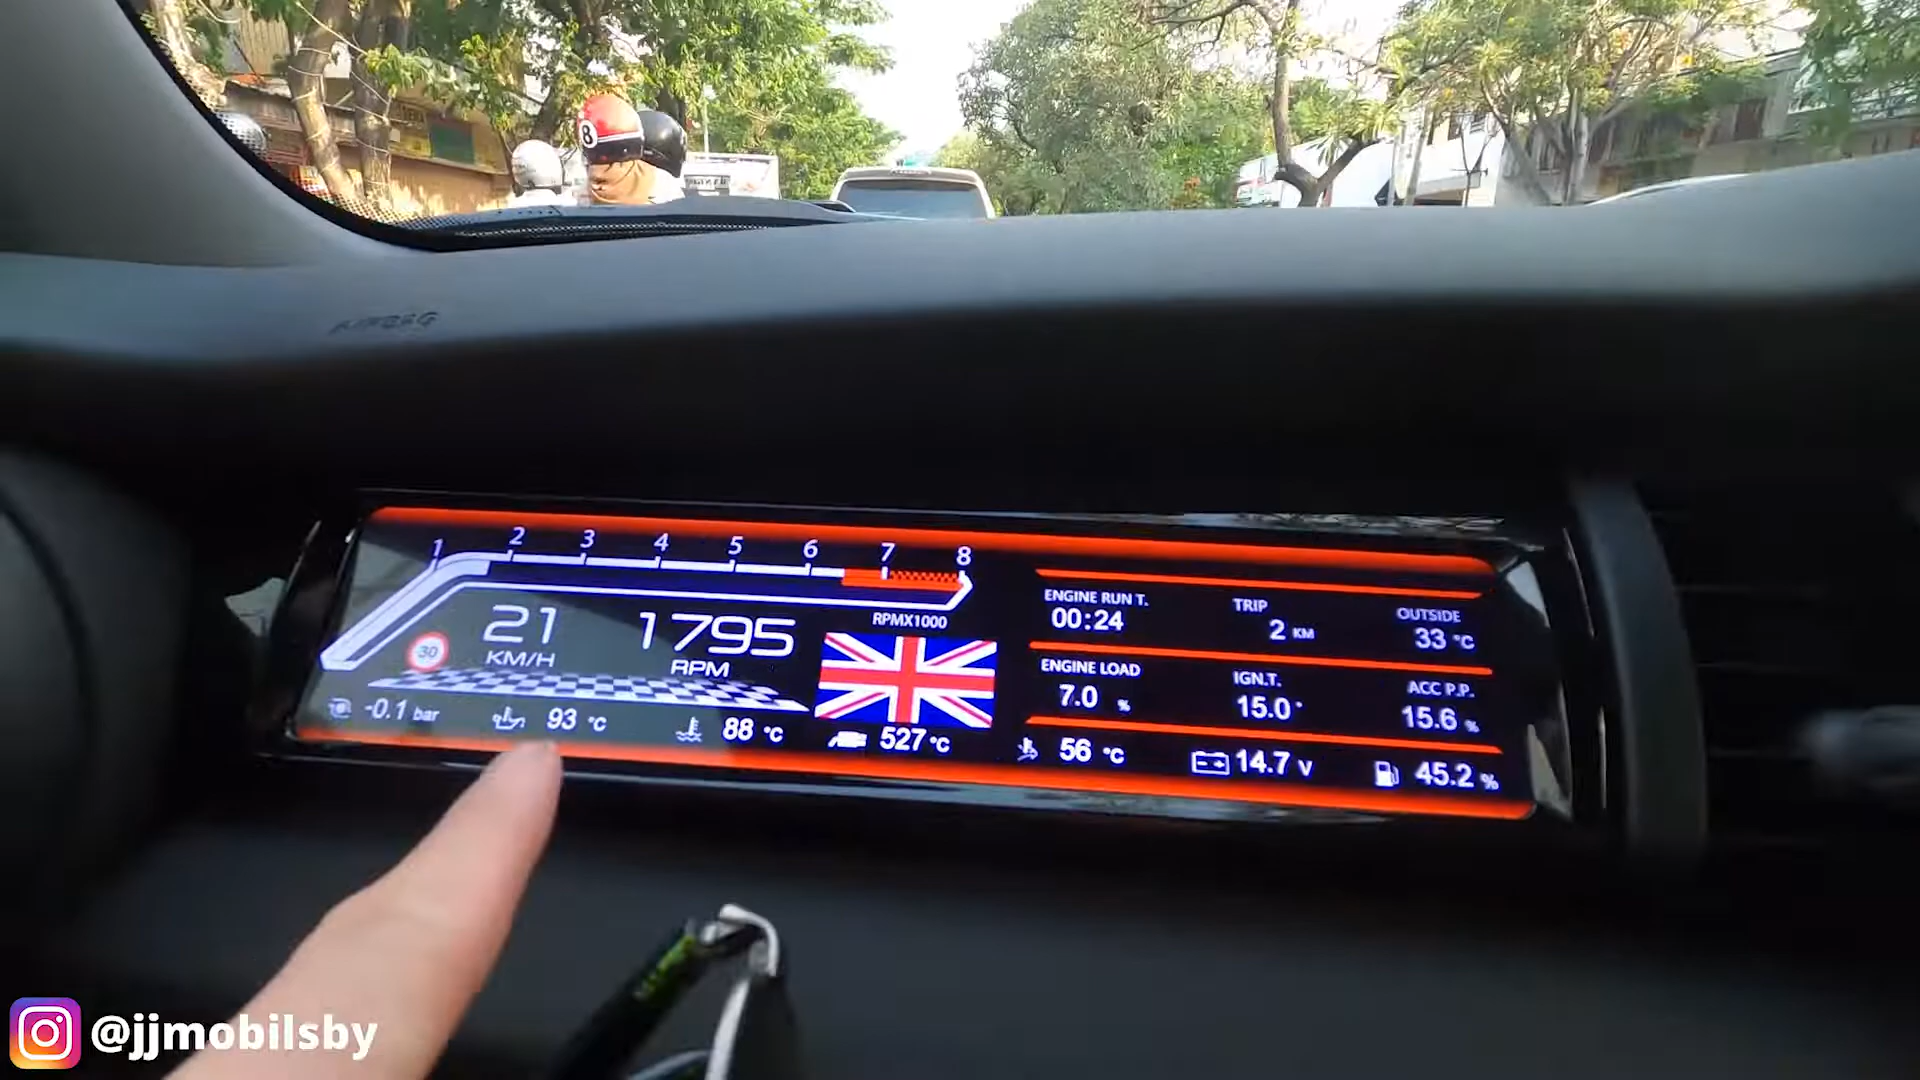 8
AIRBAG
1 2 3 4 5 6 7 8
RPMX1000
21
KM/H
30
1795
RPM
-0.1 bar
93 °C
88 °C
527 °C
ENGINE RUN T.
00:24
TRIP
2 KM
OUTSIDE
33 °C
ENGINE LOAD
7.0 %
IGN.T.
15.0°
ACC P.P.
15.6 %
56 °C
14.7 V
45.2 %
@jjmobilsby